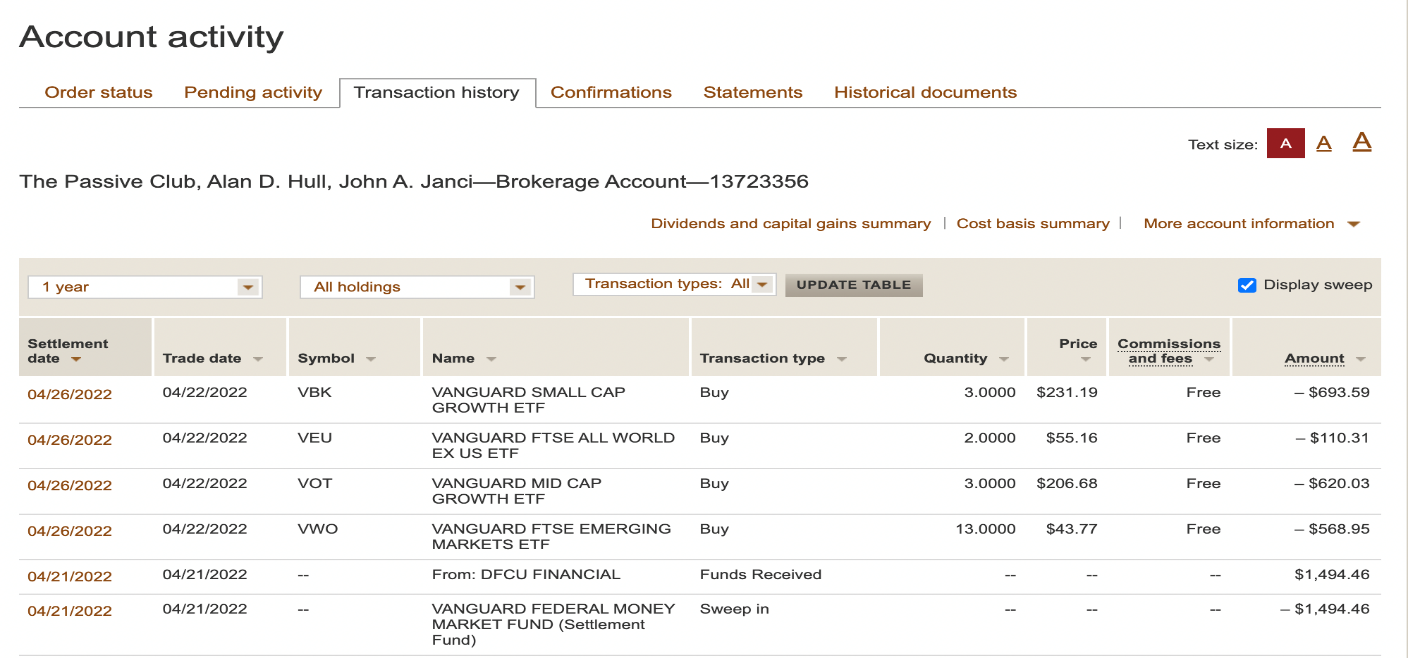 Account activity
Order status Pending activity Transaction history Confirmations Statements Historical documents
Text size: A A A
The Passive Club, Alan D. Hull, John A. Janci—Brokerage Account—13723356
Dividends and capital gains summary | Cost basis summary | More account information
1 year All holdings Transaction types: All UPDATE TABLE Display sweep
Settlement date Trade date Symbol Name Transaction type Quantity Price Commissions and fees Amount
04/26/2022 04/22/2022 VBK VANGUARD SMALL CAP Buy 3.0000 $231.19 Free – $693.59
GROWTH ETF
04/26/2022 04/22/2022 VEU VANGUARD FTSE ALL WORLD Buy 2.0000 $55.16 Free – $110.31
EX US ETF
04/26/2022 04/22/2022 VOT VANGUARD MID CAP Buy 3.0000 $206.68 Free – $620.03
GROWTH ETF
04/26/2022 04/22/2022 VWO VANGUARD FTSE EMERGING Buy 13.0000 $43.77 Free – $568.95
MARKETS ETF
04/21/2022 04/21/2022 -- From: DFCU FINANCIAL Funds Received -- -- -- $1,494.46
04/21/2022 04/21/2022 -- VANGUARD FEDERAL MONEY Sweep in -- -- -- – $1,494.46
MARKET FUND (Settlement
Fund)